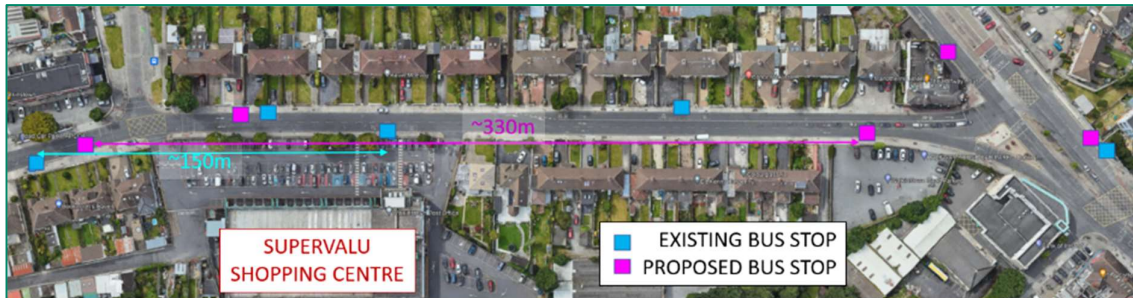 ~330m
~150m
SUPERVALU
SHOPPING CENTRE
EXISTING BUS STOP
PROPOSED BUS STOP